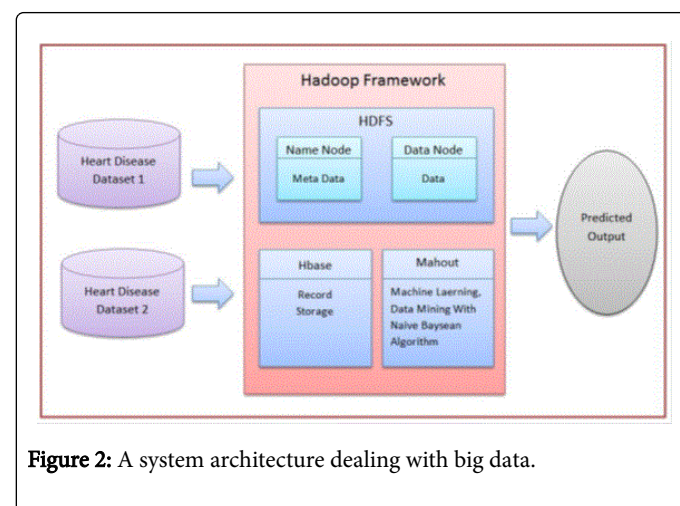 Hadoop Framework
HDFS
Name Node
Meta Data
Data Node
Data
Heart Disease
Dataset 1
Heart Disease
Dataset 2
Hbase
Record
Storage
Mahout
Machine Laerning,
Data Mining With
Naive Baysean
Algorithm
Predicted
Output
Figure 2: A system architecture dealing with big data.